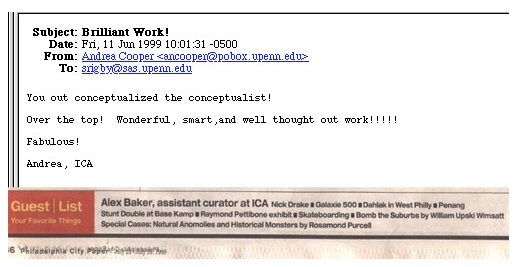 Subject: Brilliant Work!
Date: Fri, 11 Jun 1999 10:01:31 -0500
From: Andrea Cooper <ancooper@pobox.upenn.edu>
To: srigby@sas.upenn.edu
You out conceptualized the conceptualist!
Over the top!  Wonderful, smart,and well thought out work!!!!!
Fabulous!
Andrea, ICA
Guest | List
Your Favorite Things
Alex Baker, assistant curator at ICA Nick Drake ■ Galaxie 500 ■ Dahlak in West Philly ■ Penang
Stunt Double at Base Kamp ■ Raymond Pettibone exhibit ■ Skateboarding ■ Bomb the Suburbs by William Upski Wimsatt
Special Cases: Natural Anomolies and Historical Monsters by Rosamond Purcell
6 Philadelphia City Paper